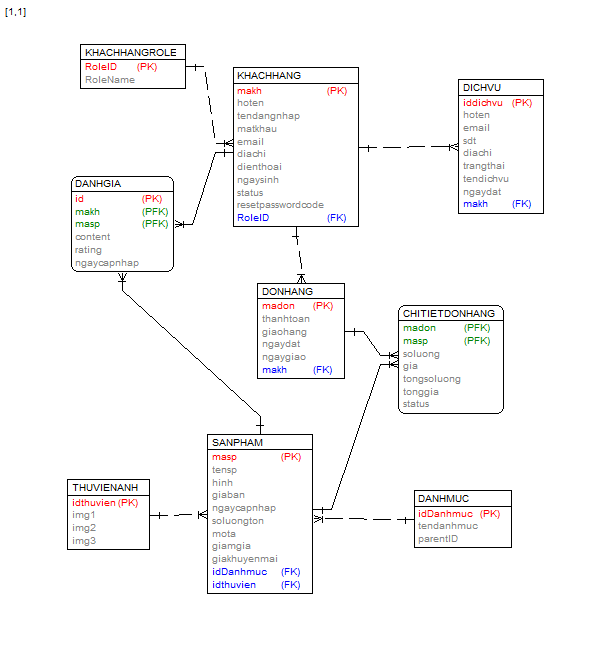 [1,1]
KHACHHANGROLE
RoleID (PK)
RoleName
KHACHHANG
makh (PK)
hoten
tendangnhap
matkhau
email
diachi
dienthoai
ngaysinh
status
resetpasswordcode
RoleID (FK)
DICHVU
iddichvu (PK)
hoten
email
sdt
diachi
trangthai
tendichvu
ngaydat
makh (FK)
DANHGIA
id (PK)
makh (PFK)
masp (PFK)
content
rating
ngaycapnhap
DONHANG
madon (PK)
thanhtoan
giaohang
ngaydat
ngaygiao
makh (FK)
CHITIETDONHANG
madon (PFK)
masp (PFK)
soluong
gia
tongsoluong
tonggia
status
SANPHAM
masp (PK)
tensp
hinh
giaban
ngaycapnhap
soluongton
mota
giamgia
giakhuyenmai
idDanhmuc (FK)
idthuvien (FK)
THUVIENANH
idthuvien (PK)
img1
img2
img3
DANHMUC
idDanhmuc (PK)
tendanhmuc
parentID